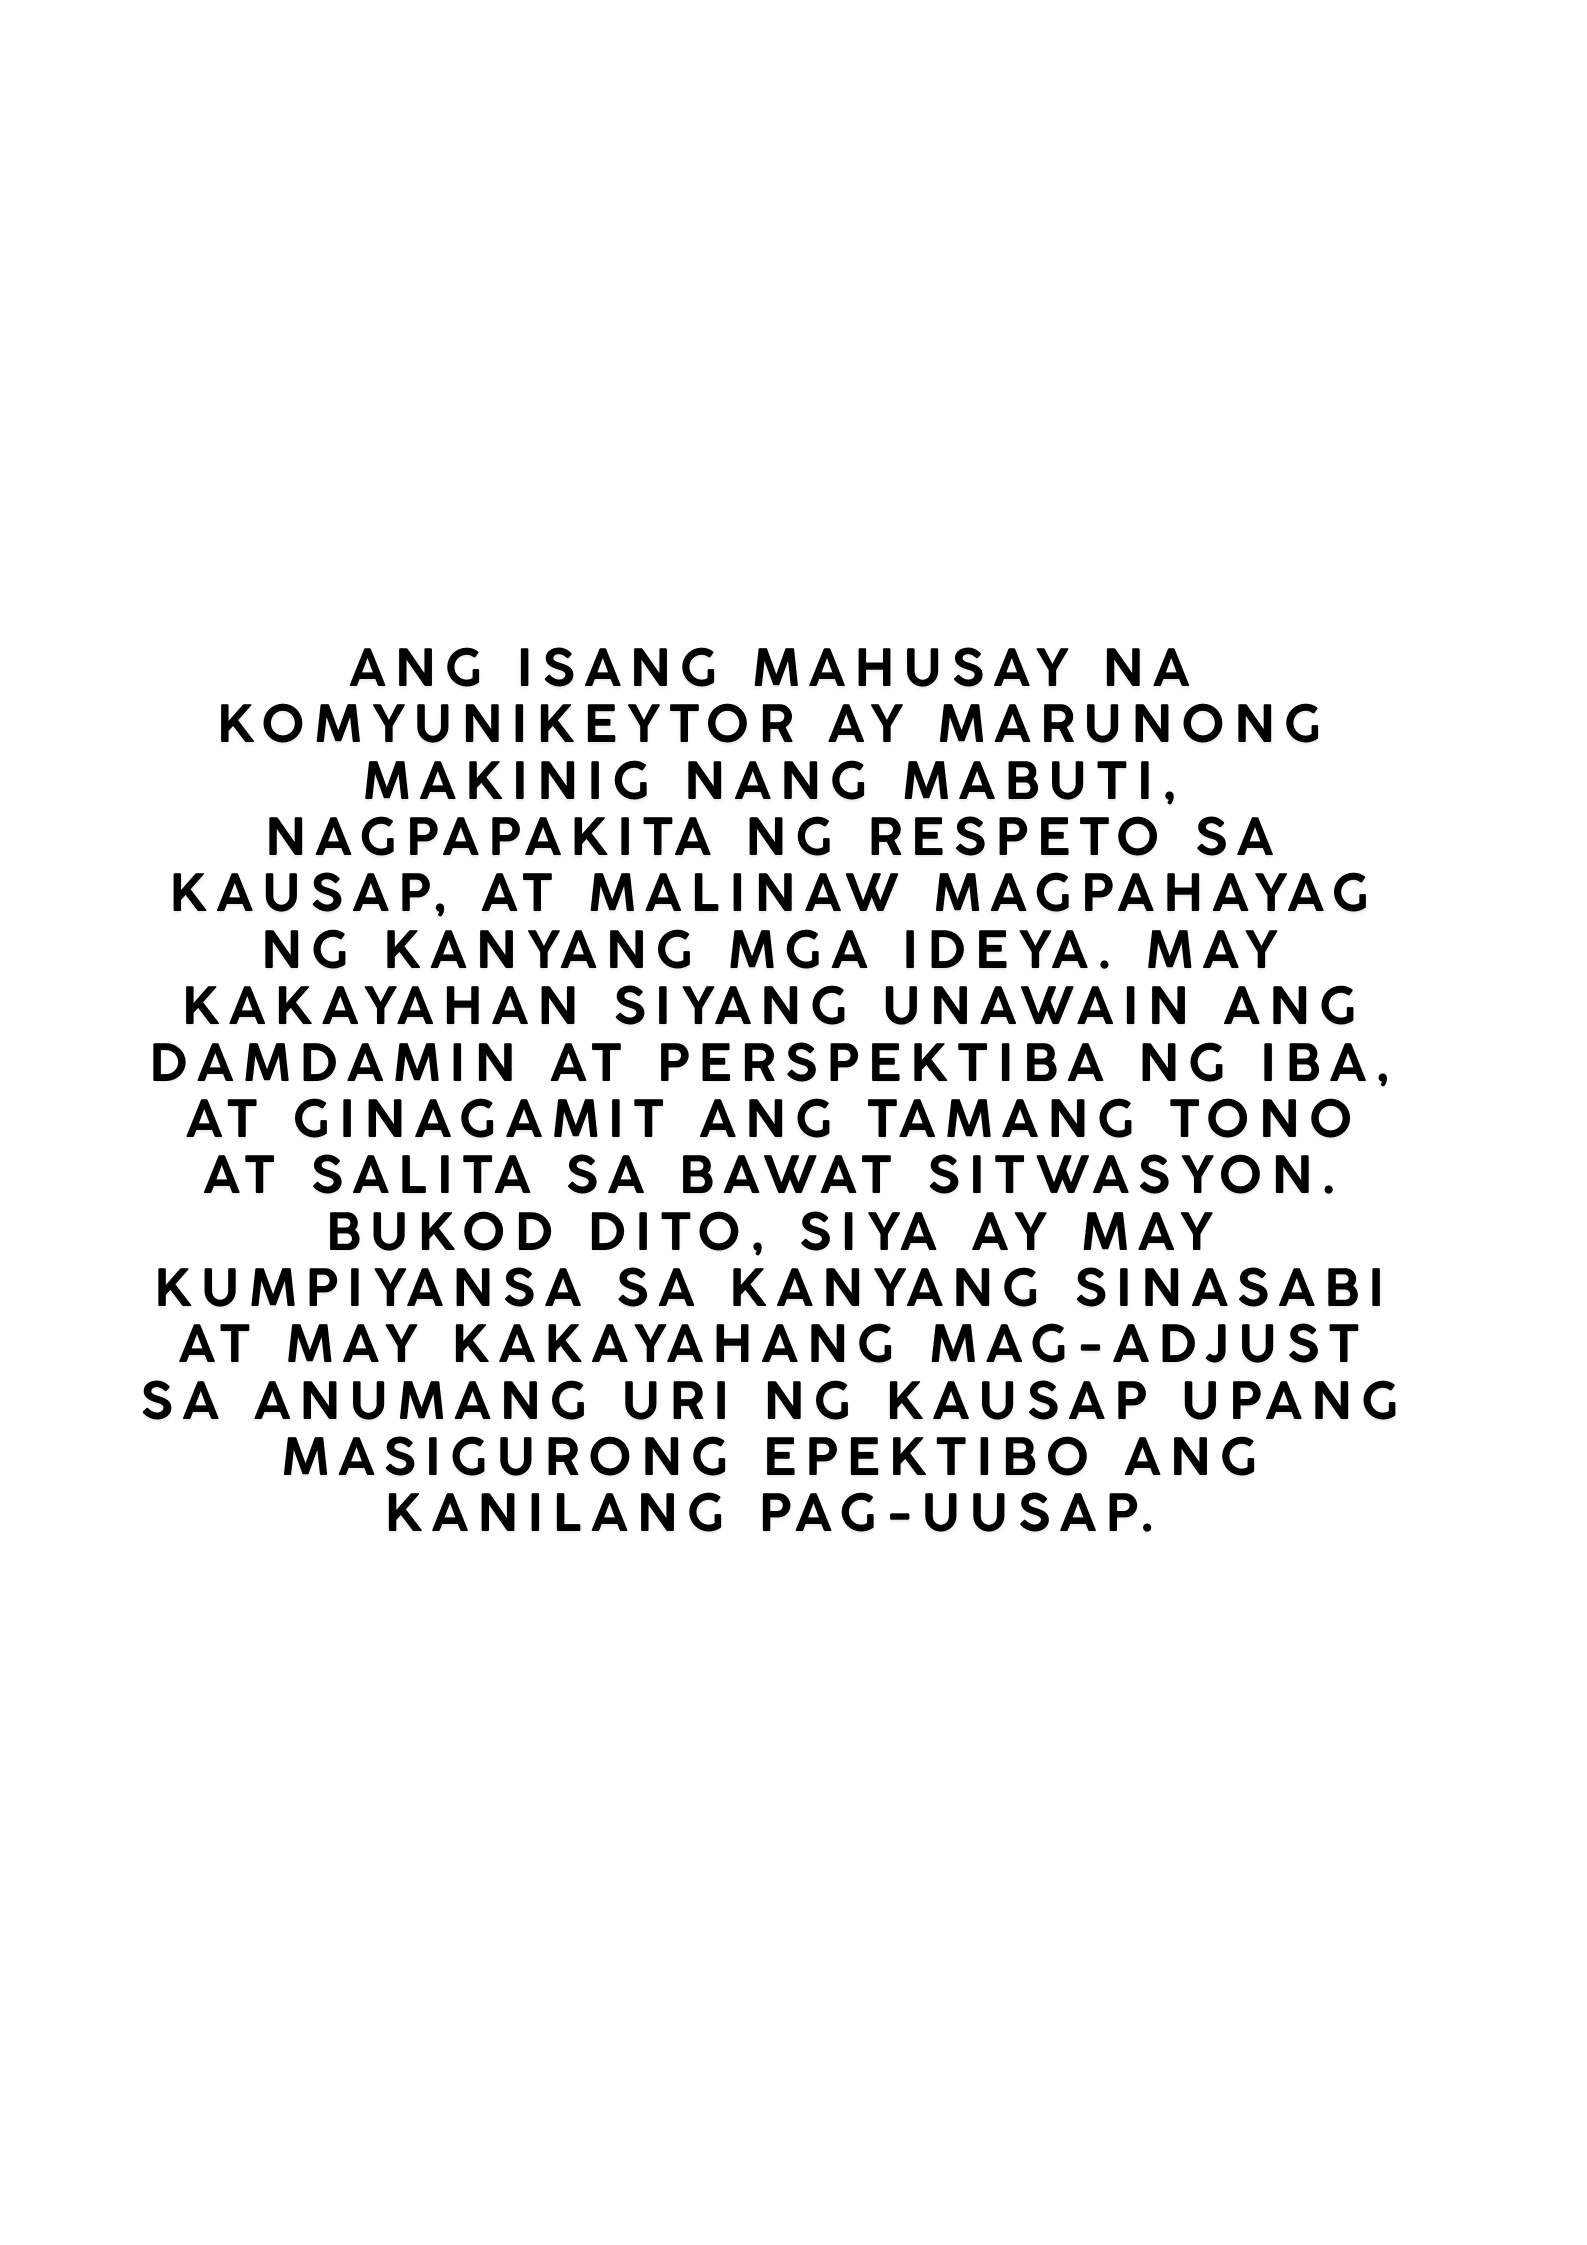 ANG ISANG MAHUSAY NA
KOMYUNIKEYTOR AY MARUNONG
MAKINIG NANG MABUTI,
NAGPAPAKITA NG RESPETO SA
KAUSAP, AT MALINAW MAGPAHAYAG
NG KANYANG MGA IDEYA. MAY
KAKAYAHAN SIYANG UNAWAIN ANG
DAMDAMIN AT PERSPEKTIBA NG IBA,
AT GINAGAMIT ANG TAMANG TONO
AT SALITA SA BAWAT SITWASYON.
BUKOD DITO, SIYA AY MAY
KUMPIYANSA SA KANYANG SINASABI
AT MAY KAKAYAHANG MAG-ADJUST
SA ANUMANG URI NG KAUSAP UPANG
MASIGURONG EPEKTIBO ANG
KANILANG PAG-UUSAP.